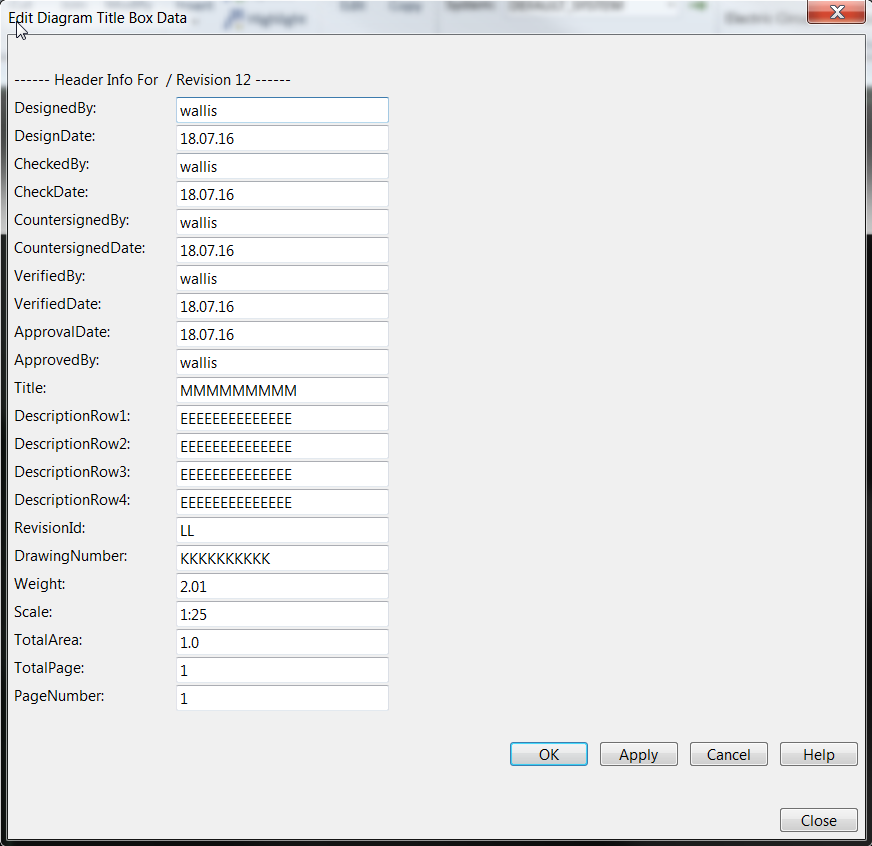 Edit Diagram Title Box Data
------ Header Info For  / Revision 12 ------
DesignedBy: wallis
DesignDate: 18.07.16
CheckedBy: wallis
CheckDate: 18.07.16
CountersignedBy: wallis
CountersignedDate: 18.07.16
VerifiedBy: wallis
VerifiedDate: 18.07.16
ApprovalDate: 18.07.16
ApprovedBy: wallis
Title: MMMMMMMMM
DescriptionRow1: EEEEEEEEEEEEEE
DescriptionRow2: EEEEEEEEEEEEEE
DescriptionRow3: EEEEEEEEEEEEEE
DescriptionRow4: EEEEEEEEEEEEEE
RevisionId: LL
DrawingNumber: KKKKKKKKKK
Weight: 2.01
Scale: 1:25
TotalArea: 1.0
TotalPage: 1
PageNumber: 1
OK Apply Cancel Help
Close